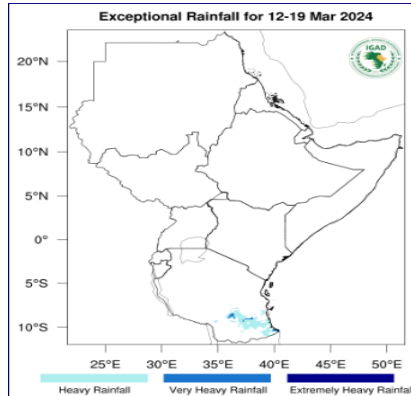 Exceptional Rainfall for 12-19 Mar 2024
IGAD
20°N
15°N
10°N
5°N
0°
5°S
10°S
25°E 30°E 35°E 40°E 45°E 50°E
Heavy Rainfall Very Heavy Rainfall Extremely Heavy Rainfall